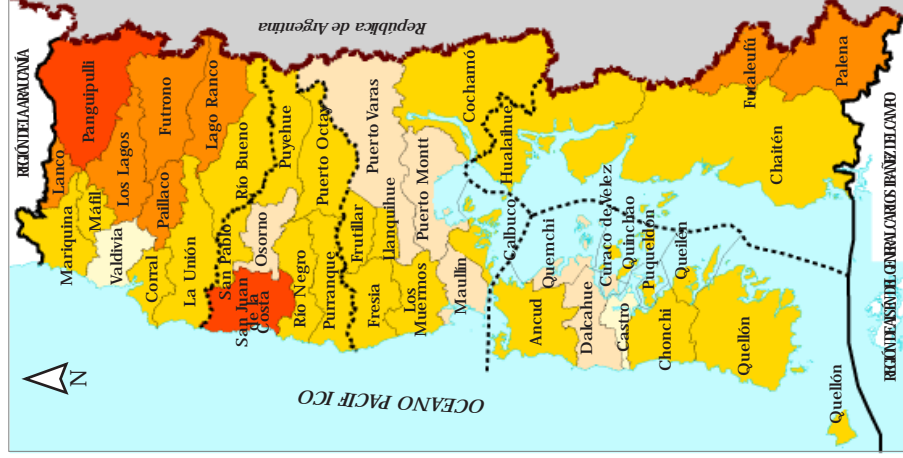 REGIÓN DE LA ARAUCANÍA
República de Argentina
Panguipulli
Lanco
Mariquina
Máfil
Los Lagos
Futrono
Valdivia
Paillaco
Lago Ranco
Corral
La Unión
Río Bueno
San Pablo
Puyehue
Osorno
San Juan
de la
Costa
Puerto Octay
Río Negro
Purranque
Puerto Varas
Frutillar
Llanquihue
Fresia
Los
Muermos
Puerto Montt
Cochamó
Maullín
Calbuco
Hualaihue
Ancud
Quemchi
Dalcahue
Curaco de Velez
Castro
Quinchao
Puqueldón
Chonchi
Queilén
Quellón
Chaitén
Futaleufú
Palena
Quellón
N
OCEANO PACIFICO
REGIÓN DE AISÉN DE GENERAL CARLOS IBAÑEZ DEL CAMPO